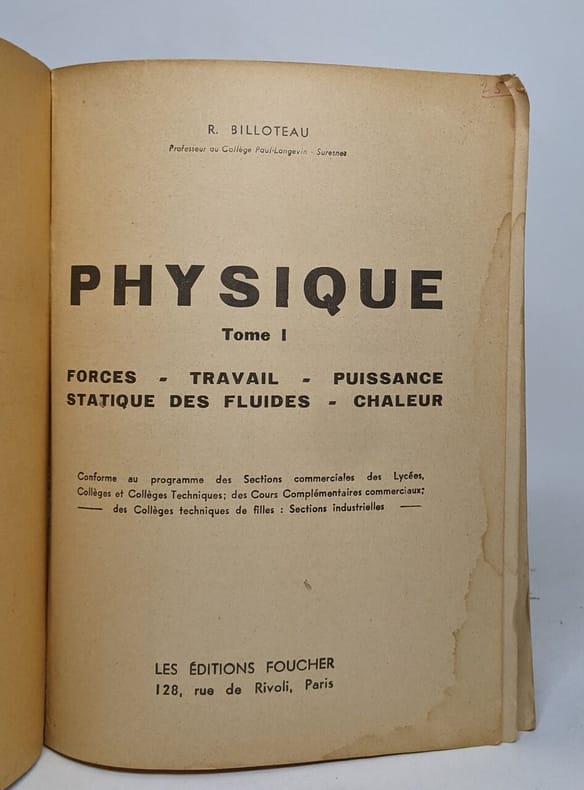 R. BILLOTEAU
Professeur au Collège Paul-Langevin - Suresnes
PHYSIQUE
Tome I
FORCES - TRAVAIL - PUISSANCE
STATIQUE DES FLUIDES - CHALEUR
Conforme au programme des Sections commerciales des Lycées,
Collèges et Collèges Techniques; des Cours Complémentaires commerciaux;
des Collèges techniques de filles : Sections industrielles
LES ÉDITIONS FOUCHER
128, rue de Rivoli, Paris